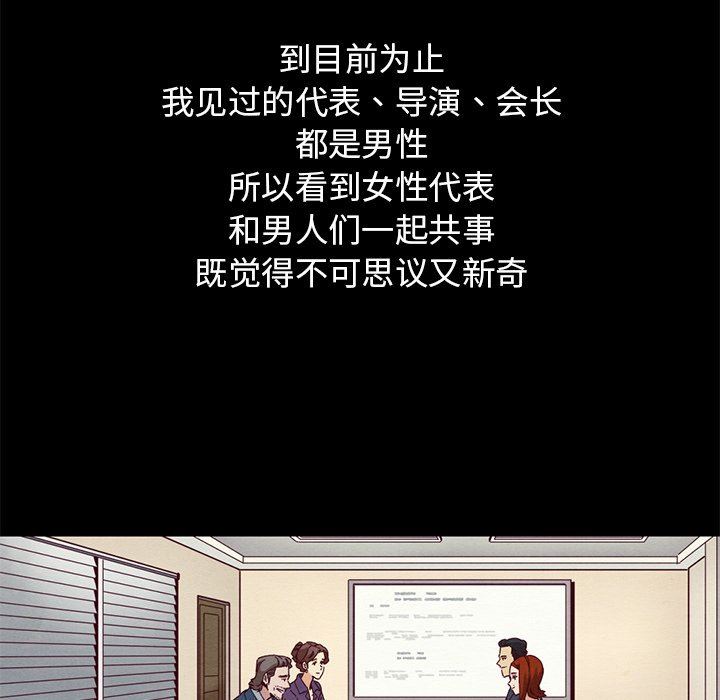 到目前为止
我见过的代表、导演、会长
都是男性
所以看到女性代表
和男人们一起共事
既觉得不可思议又新奇